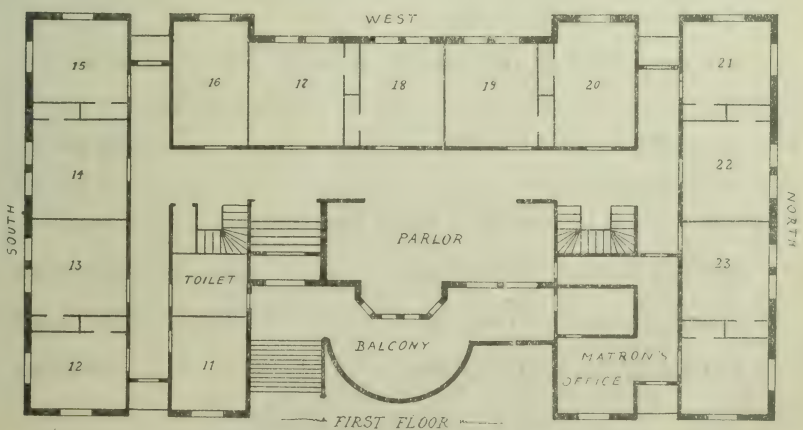 WEST
15
16
17
18
19
20
21
14
22
SOUTH
NORTH
PARLOR
13
TOILET
23
BALCONY
12
11
MATRON'S
OFFICE
FIRST FLOOR